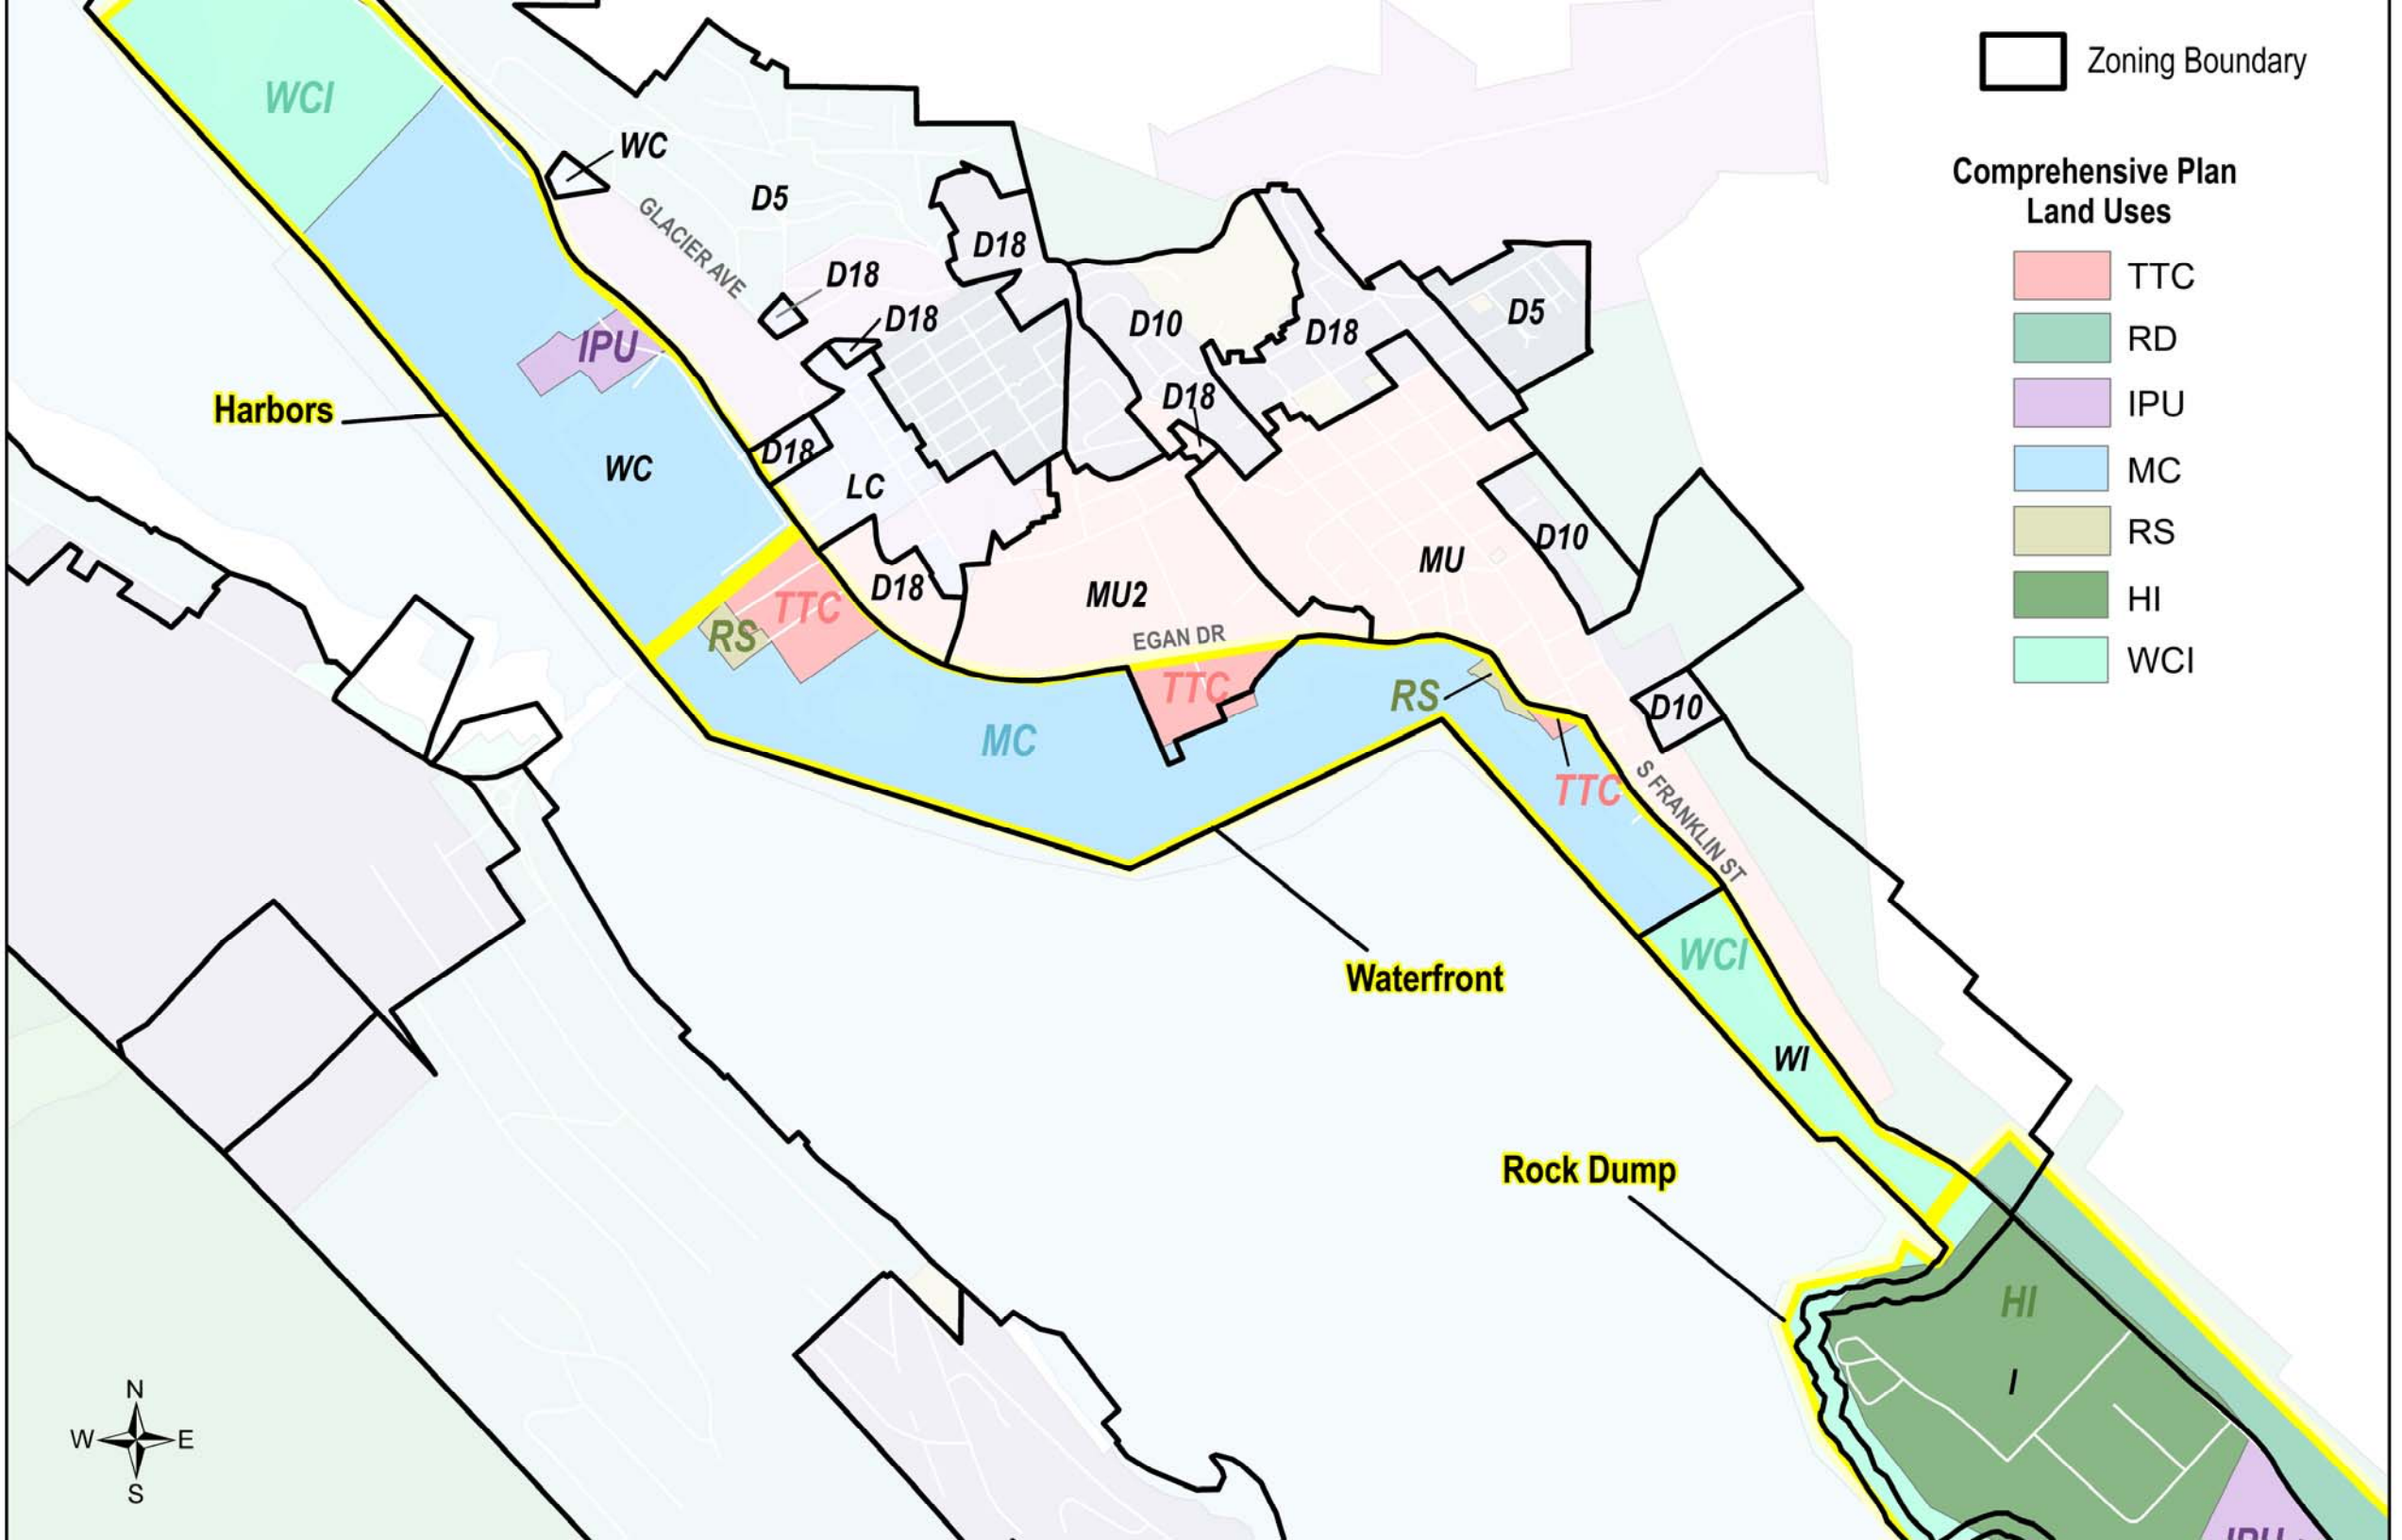 Zoning Boundary
Comprehensive Plan
Land Uses
TTC
RD
IPU
MC
RS
HI
WCI
WCI
WC
D5
GLACIER AVE
D18
D18
D18
D10
D18
D5
IPU
D18
Harbors
WC
D18
LC
D10
MU
D18
MU2
TTC
RS
EGAN DR
TTC
RS
D10
MC
TTC
S FRANKLIN ST
WCI
Waterfront
WI
Rock Dump
HI
I
N
W
E
S
IPU